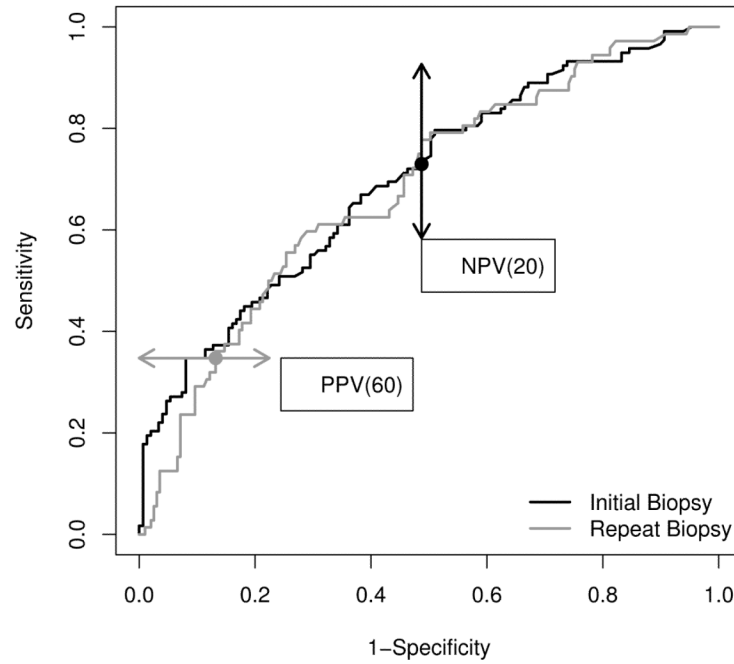 1.0
0.8
0.6
0.4
0.2
0.0
Sensitivity
NPV(20)
PPV(60)
Initial Biopsy
Repeat Biopsy
0.0 0.2 0.4 0.6 0.8 1.0
1−Specificity